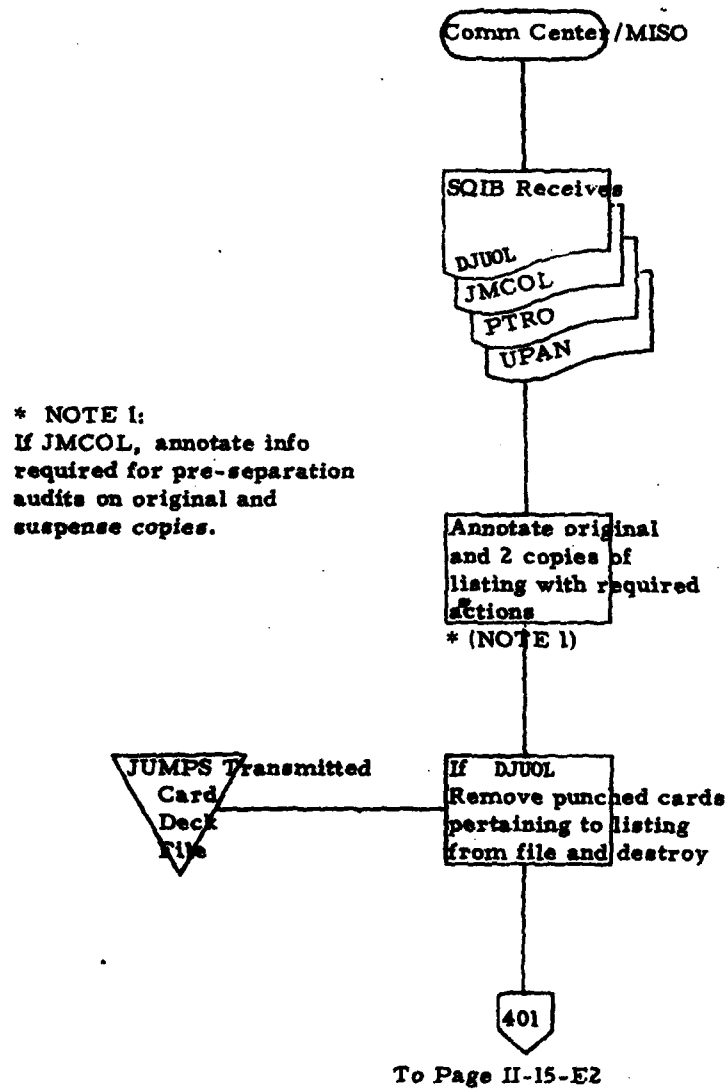 Comm Center/MISO
SQIB Receives
DJUOL
JMCOL
PTRO
UPAN
* NOTE 1:
If JMCOL, annotate info
required for pre-separation
audits on original and
suspense copies.
Annotate original
and 2 copies of
listing with required
actions
* (NOTE 1)
JUMPS Transmitted
Card
Deck
File
If DJUOL
Remove punched cards
pertaining to listing
from file and destroy
401
To Page II-15-E2